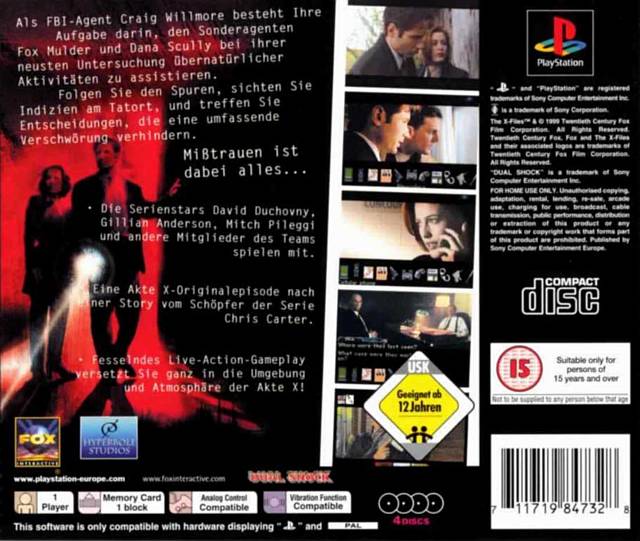 Als FBI-Agent Craig Willmore besteht Ihre
Aufgabe darin, den Sonderagenten
Fox Mulder und Dana Scully bei ihrer
neusten Untersuchung übernatürlicher
Aktivitäten zu assistieren.
Folgen Sie den Spuren, sichten Sie
Indizien am Tatort, und treffen Sie
Entscheidungen, die eine umfassende
Verschwörung verhindern.
Mißtrauen ist
dabei alles...
· Die Serienstars David Duchovny,
Gillian Anderson, Mitch Pileggi
und andere Mitglieder des Teams
spielen mit.
· Eine Akte X-Originalepisode nach
einer Story vom Schöpfer der Serie
Chris Carter.
· Fesselndes Live-Action-Gameplay
versetzt Sie ganz in die Umgebung
und Atmosphäre der Akte X!
FOX
INTERACTIVE
HYPERBOLE
STUDIOS
www.playstation-europe.com
www.foxinteractive.com
DUAL SHOCK
1
Player
Memory Card
1 block
Analog Control
Compatible
Vibration Function
Compatible
4 DISCS
This software is only compatible with hardware displaying " " and PAL
cellular phone
Where were they last seen?
USK
Geeignet ab
12 Jahren
PlayStation
" " and "PlayStation" are registered
trademarks of Sony Computer Entertainment Inc.
is a trademark of Sony Corporation.
The X-Files™ & © 1999 Twentieth Century Fox
Film Corporation. All Rights Reserved.
Twentieth Century Fox, Fox and The X-Files
and their associated logos are trademarks of
Twentieth Century Fox Film Corporation.
All Rights Reserved.
"DUAL SHOCK" is a trademark of Sony
Computer Entertainment Inc.
FOR HOME USE ONLY. Unauthorised copying,
adaptation, rental, lending, re-sale, arcade
use, charging for use, broadcast, cable
transmission, public performance, distribution
or extraction of this product or any
trademark or copyright work that forms part
of this product are prohibited. Published by
Sony Computer Entertainment Europe.
COMPACT
disc
15
Suitable only for
persons of
15 years and over
Not to be supplied to any person below that age
7 11719 84732 8